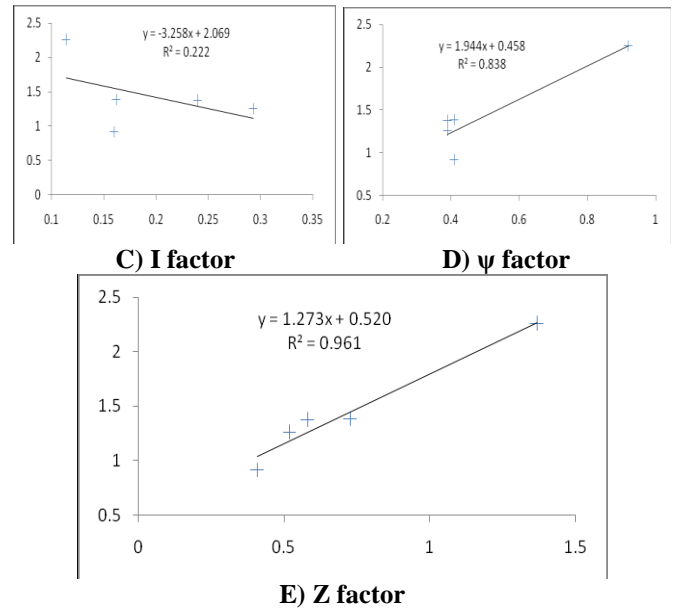 2.5
2
1.5
1
0.5
0
0.1 0.15 0.2 0.25 0.3 0.35
y = -3.258x + 2.069
R² = 0.222
C) I factor
2.5
2
1.5
1
0.5
0.2 0.4 0.6 0.8 1
y = 1.944x + 0.458
R² = 0.838
D) ψ factor
2.5
2
1.5
1
0.5
0 0.5 1 1.5
y = 1.273x + 0.520
R² = 0.961
E) Z factor